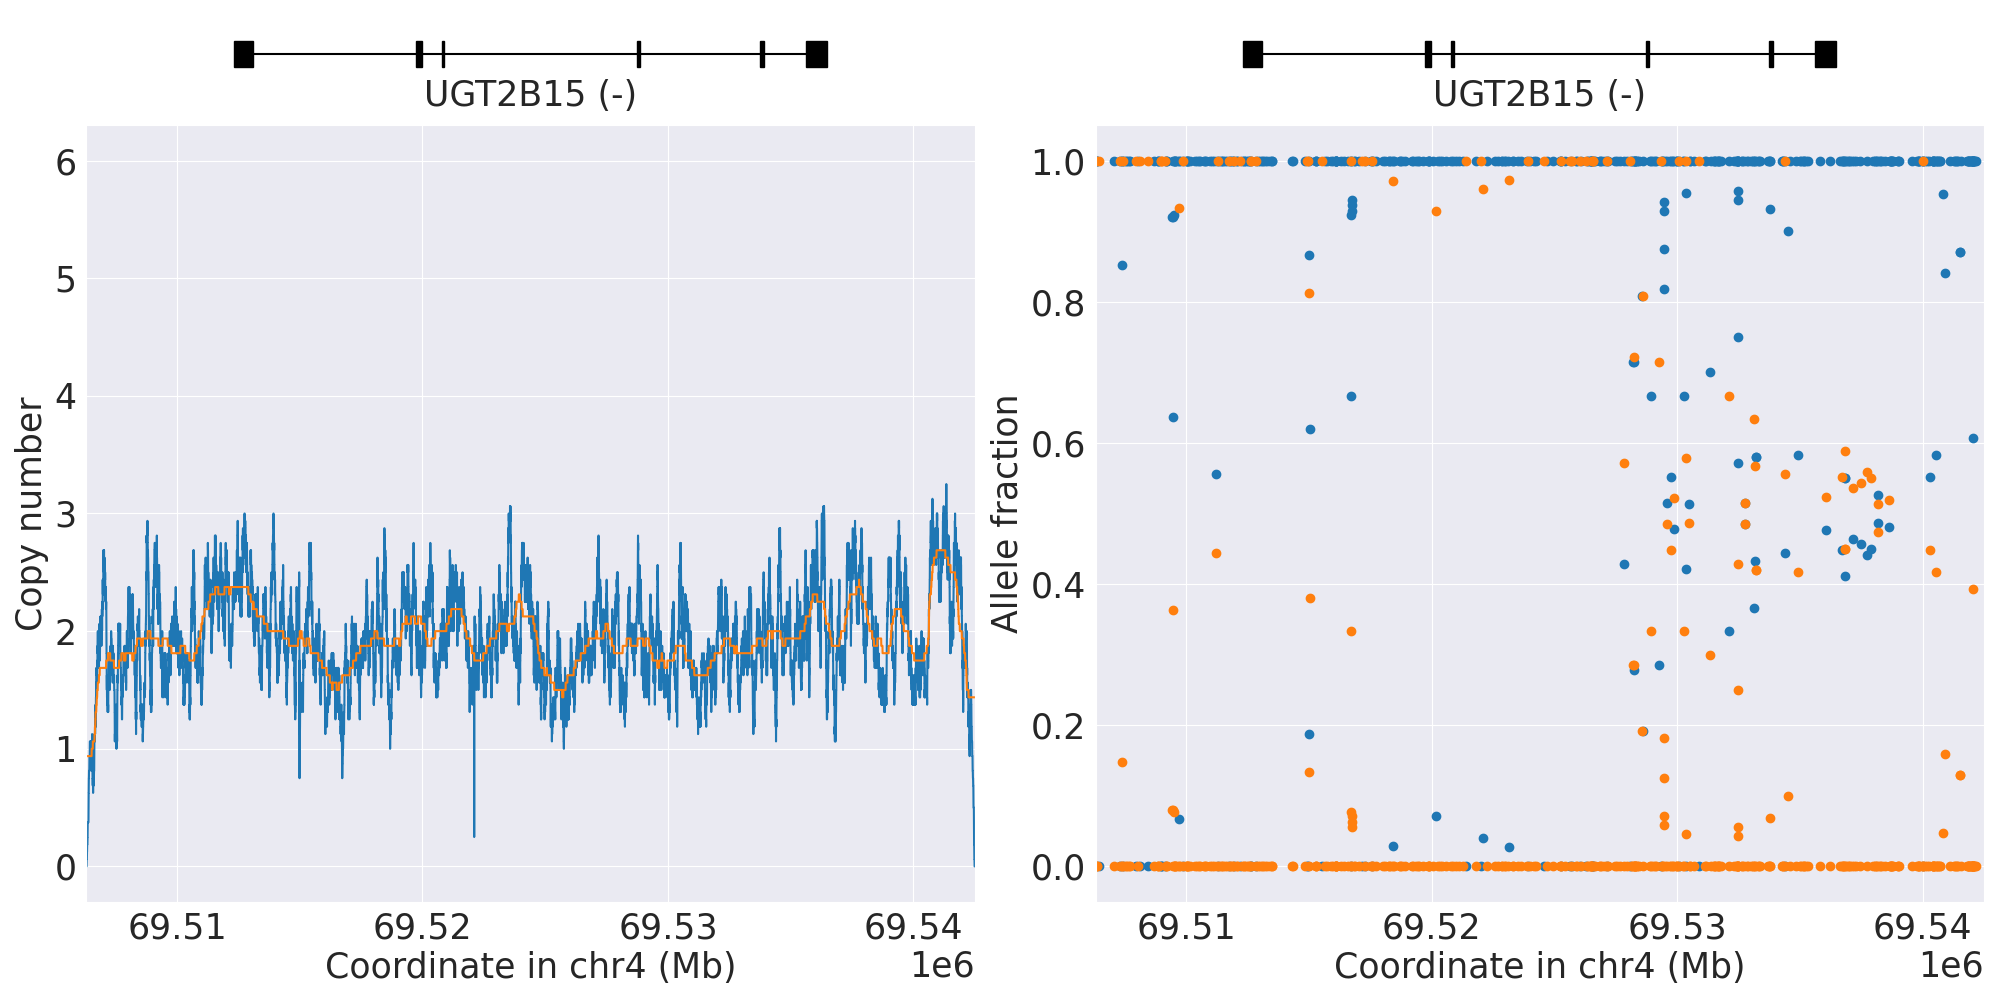 UGT2B15 (-)
6
5
4
3
2
1
0
Copy number
69.51 69.52 69.53 69.54
Coordinate in chr4 (Mb)
1e6
UGT2B15 (-)
1.0
0.8
0.6
0.4
0.2
0.0
Allele fraction
69.51 69.52 69.53 69.54
Coordinate in chr4 (Mb)
1e6